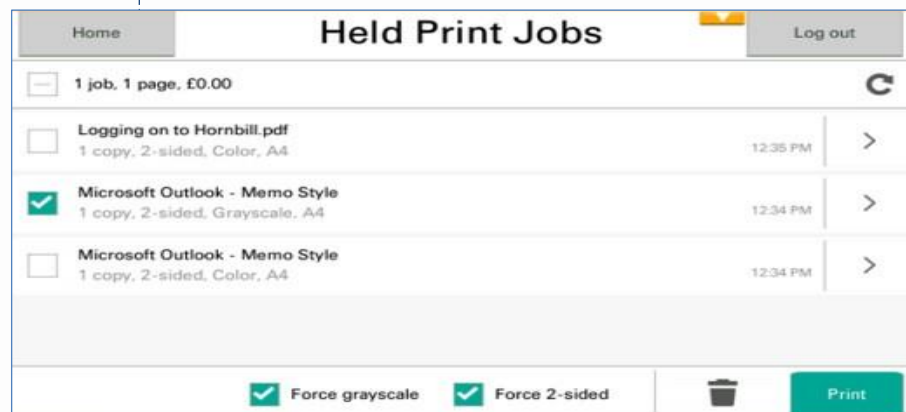 Home
Held Print Jobs
Log out
1 job, 1 page, £0.00
Logging on to Hornbill.pdf
1 copy, 2-sided, Color, A4
12:35 PM
Microsoft Outlook - Memo Style
1 copy, 2-sided, Grayscale, A4
12:34 PM
Microsoft Outlook - Memo Style
1 copy, 2-sided, Color, A4
12:34 PM
Force grayscale
Force 2-sided
Print